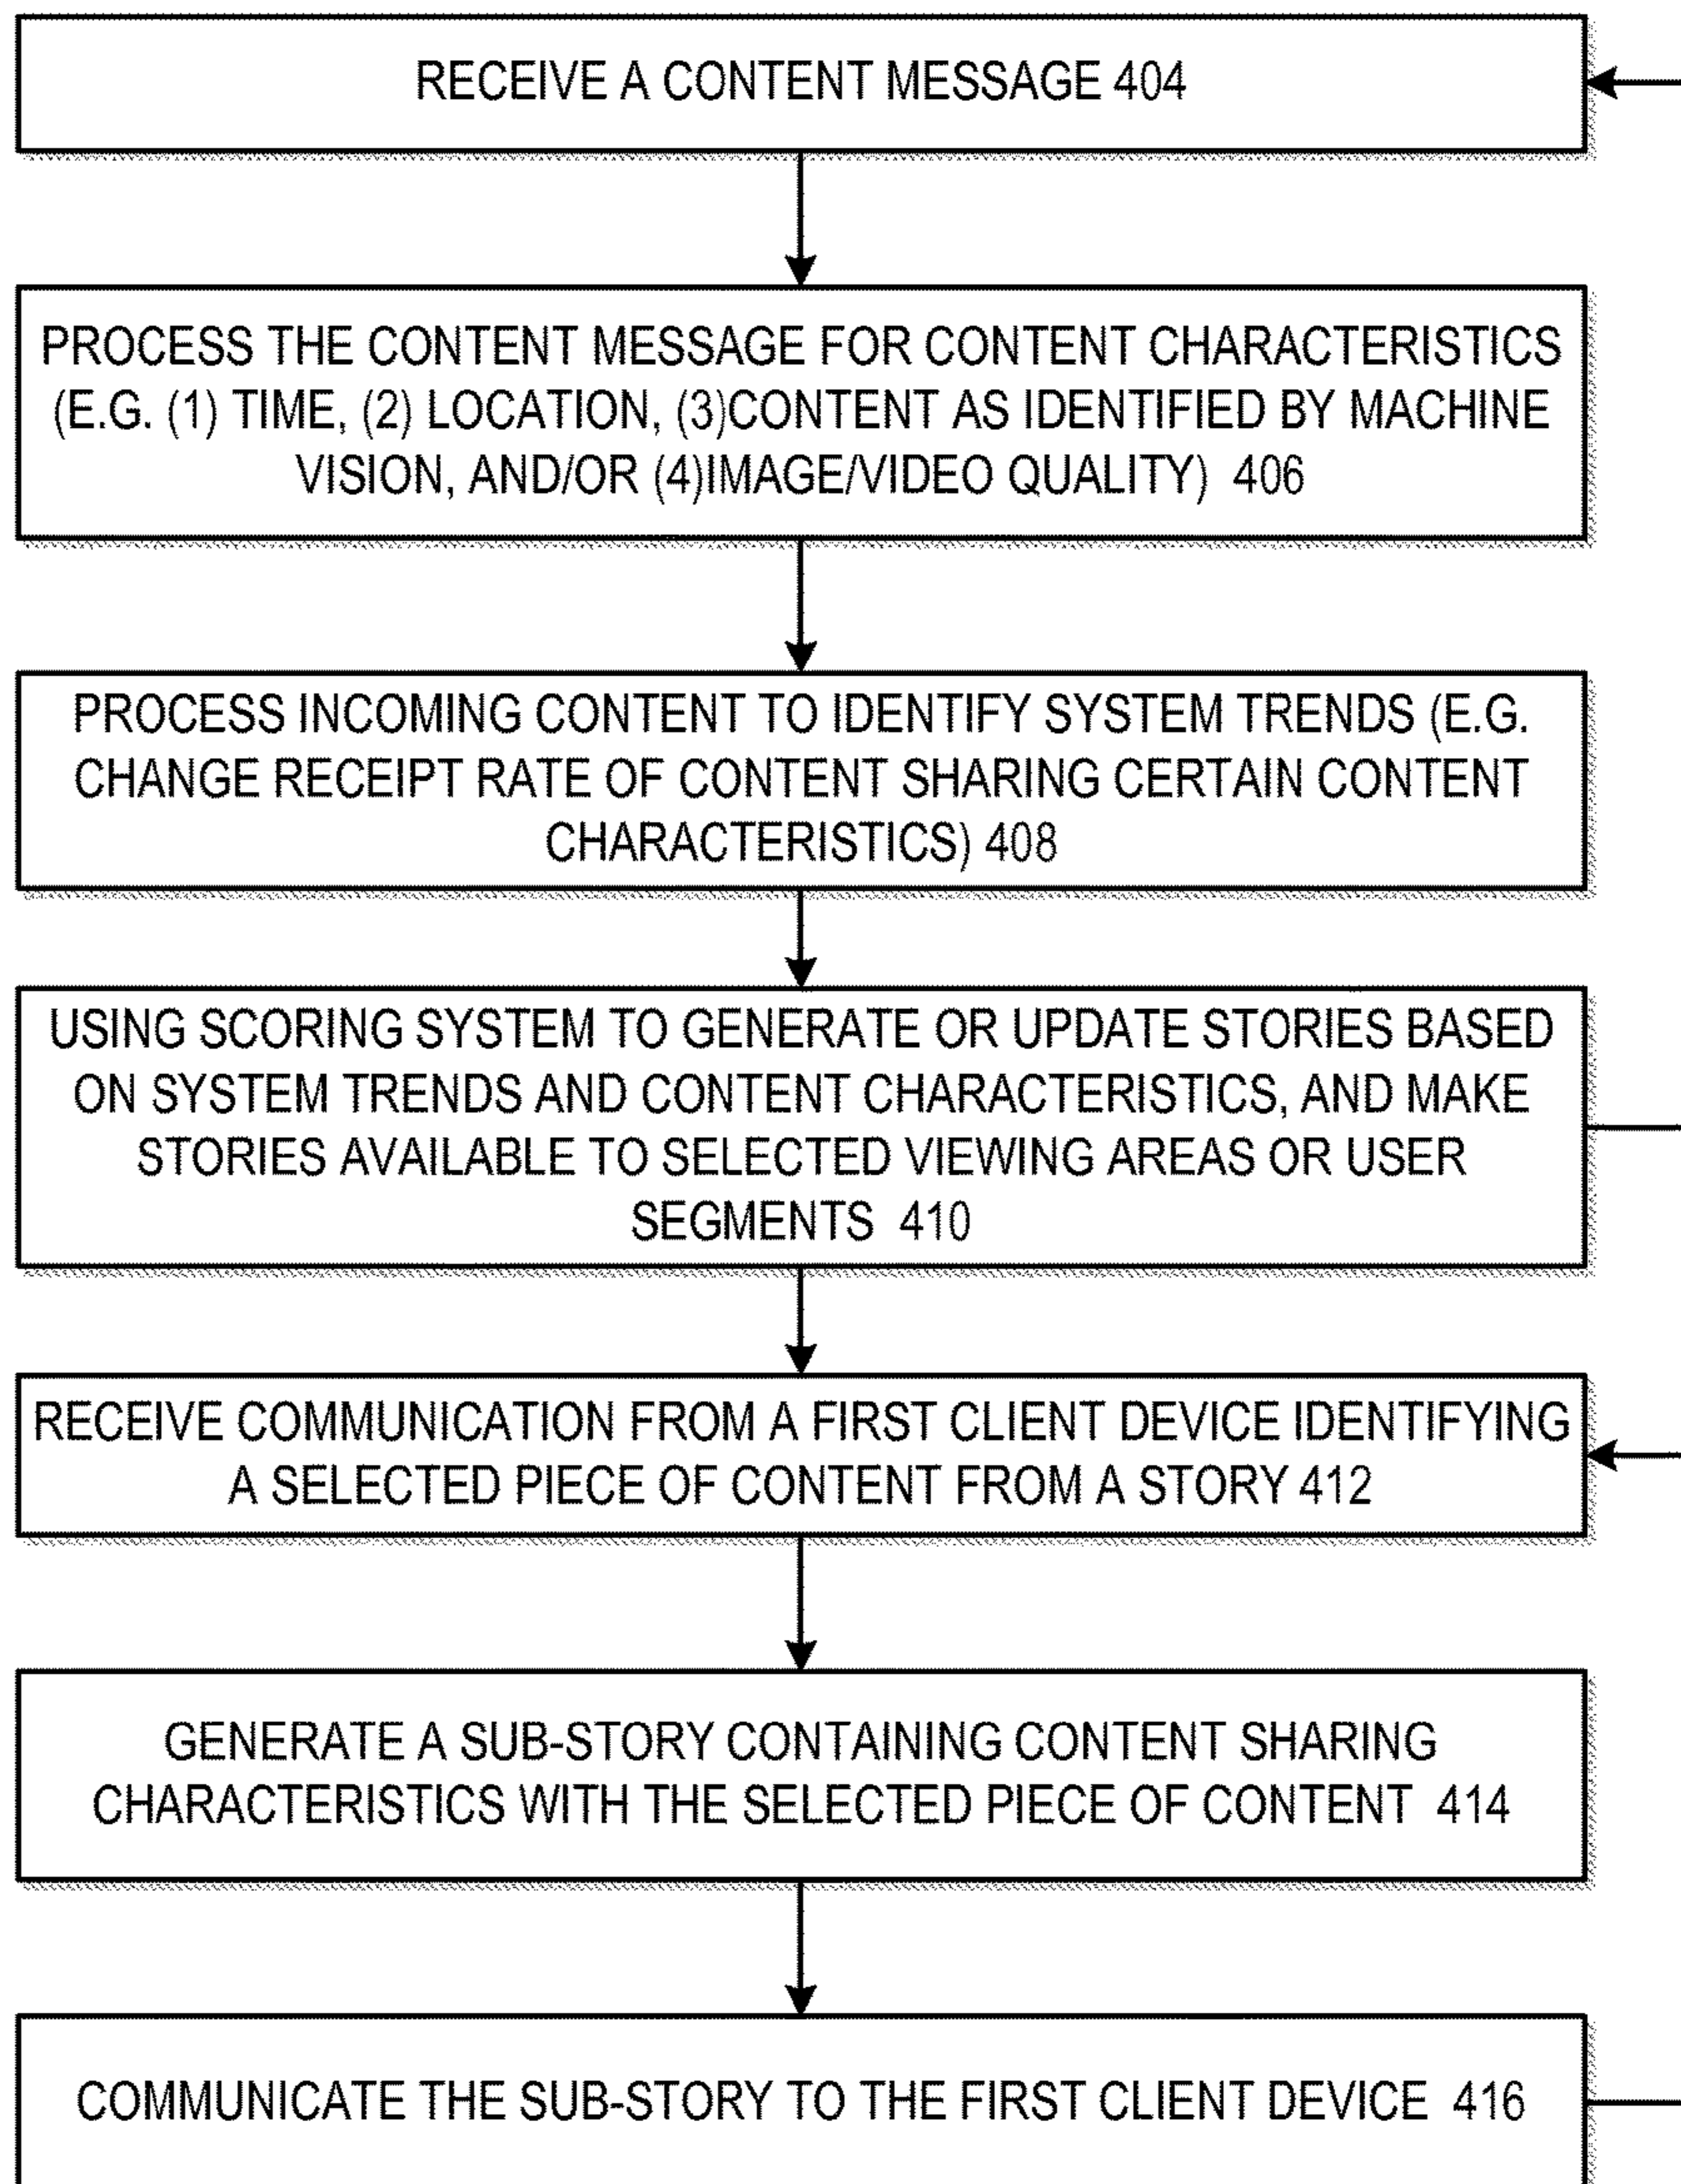 RECEIVE A CONTENT MESSAGE 404
PROCESS THE CONTENT MESSAGE FOR CONTENT CHARACTERISTICS
(E.G. (1) TIME, (2) LOCATION, (3)CONTENT AS IDENTIFIED BY MACHINE
VISION, AND/OR (4)IMAGE/VIDEO QUALITY) 406
PROCESS INCOMING CONTENT TO IDENTIFY SYSTEM TRENDS (E.G.
CHANGE RECEIPT RATE OF CONTENT SHARING CERTAIN CONTENT
CHARACTERISTICS) 408
USING SCORING SYSTEM TO GENERATE OR UPDATE STORIES BASED
ON SYSTEM TRENDS AND CONTENT CHARACTERISTICS, AND MAKE
STORIES AVAILABLE TO SELECTED VIEWING AREAS OR USER
SEGMENTS 410
RECEIVE COMMUNICATION FROM A FIRST CLIENT DEVICE IDENTIFYING
A SELECTED PIECE OF CONTENT FROM A STORY 412
GENERATE A SUB-STORY CONTAINING CONTENT SHARING
CHARACTERISTICS WITH THE SELECTED PIECE OF CONTENT 414
COMMUNICATE THE SUB-STORY TO THE FIRST CLIENT DEVICE 416